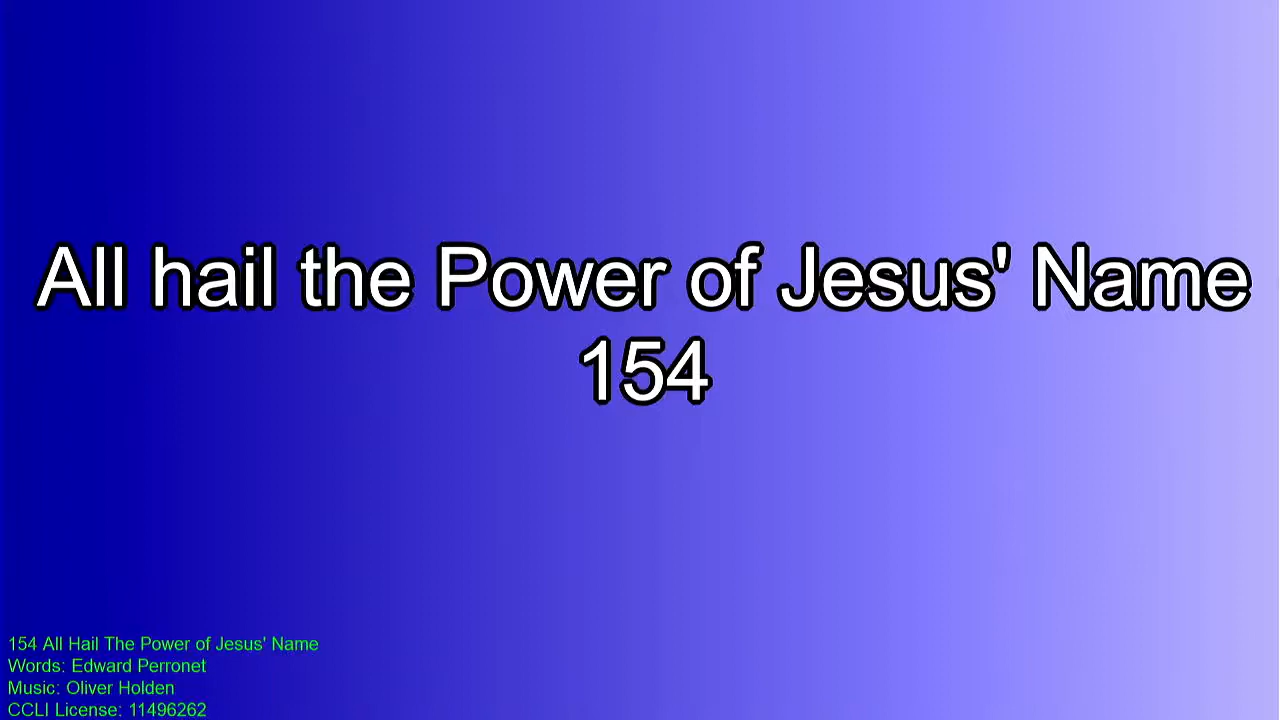 All hail the Power of Jesus' Name
154
154 All Hail The Power of Jesus' Name
Words: Edward Perronet
Music: Oliver Holden
CCLI License: 11496262